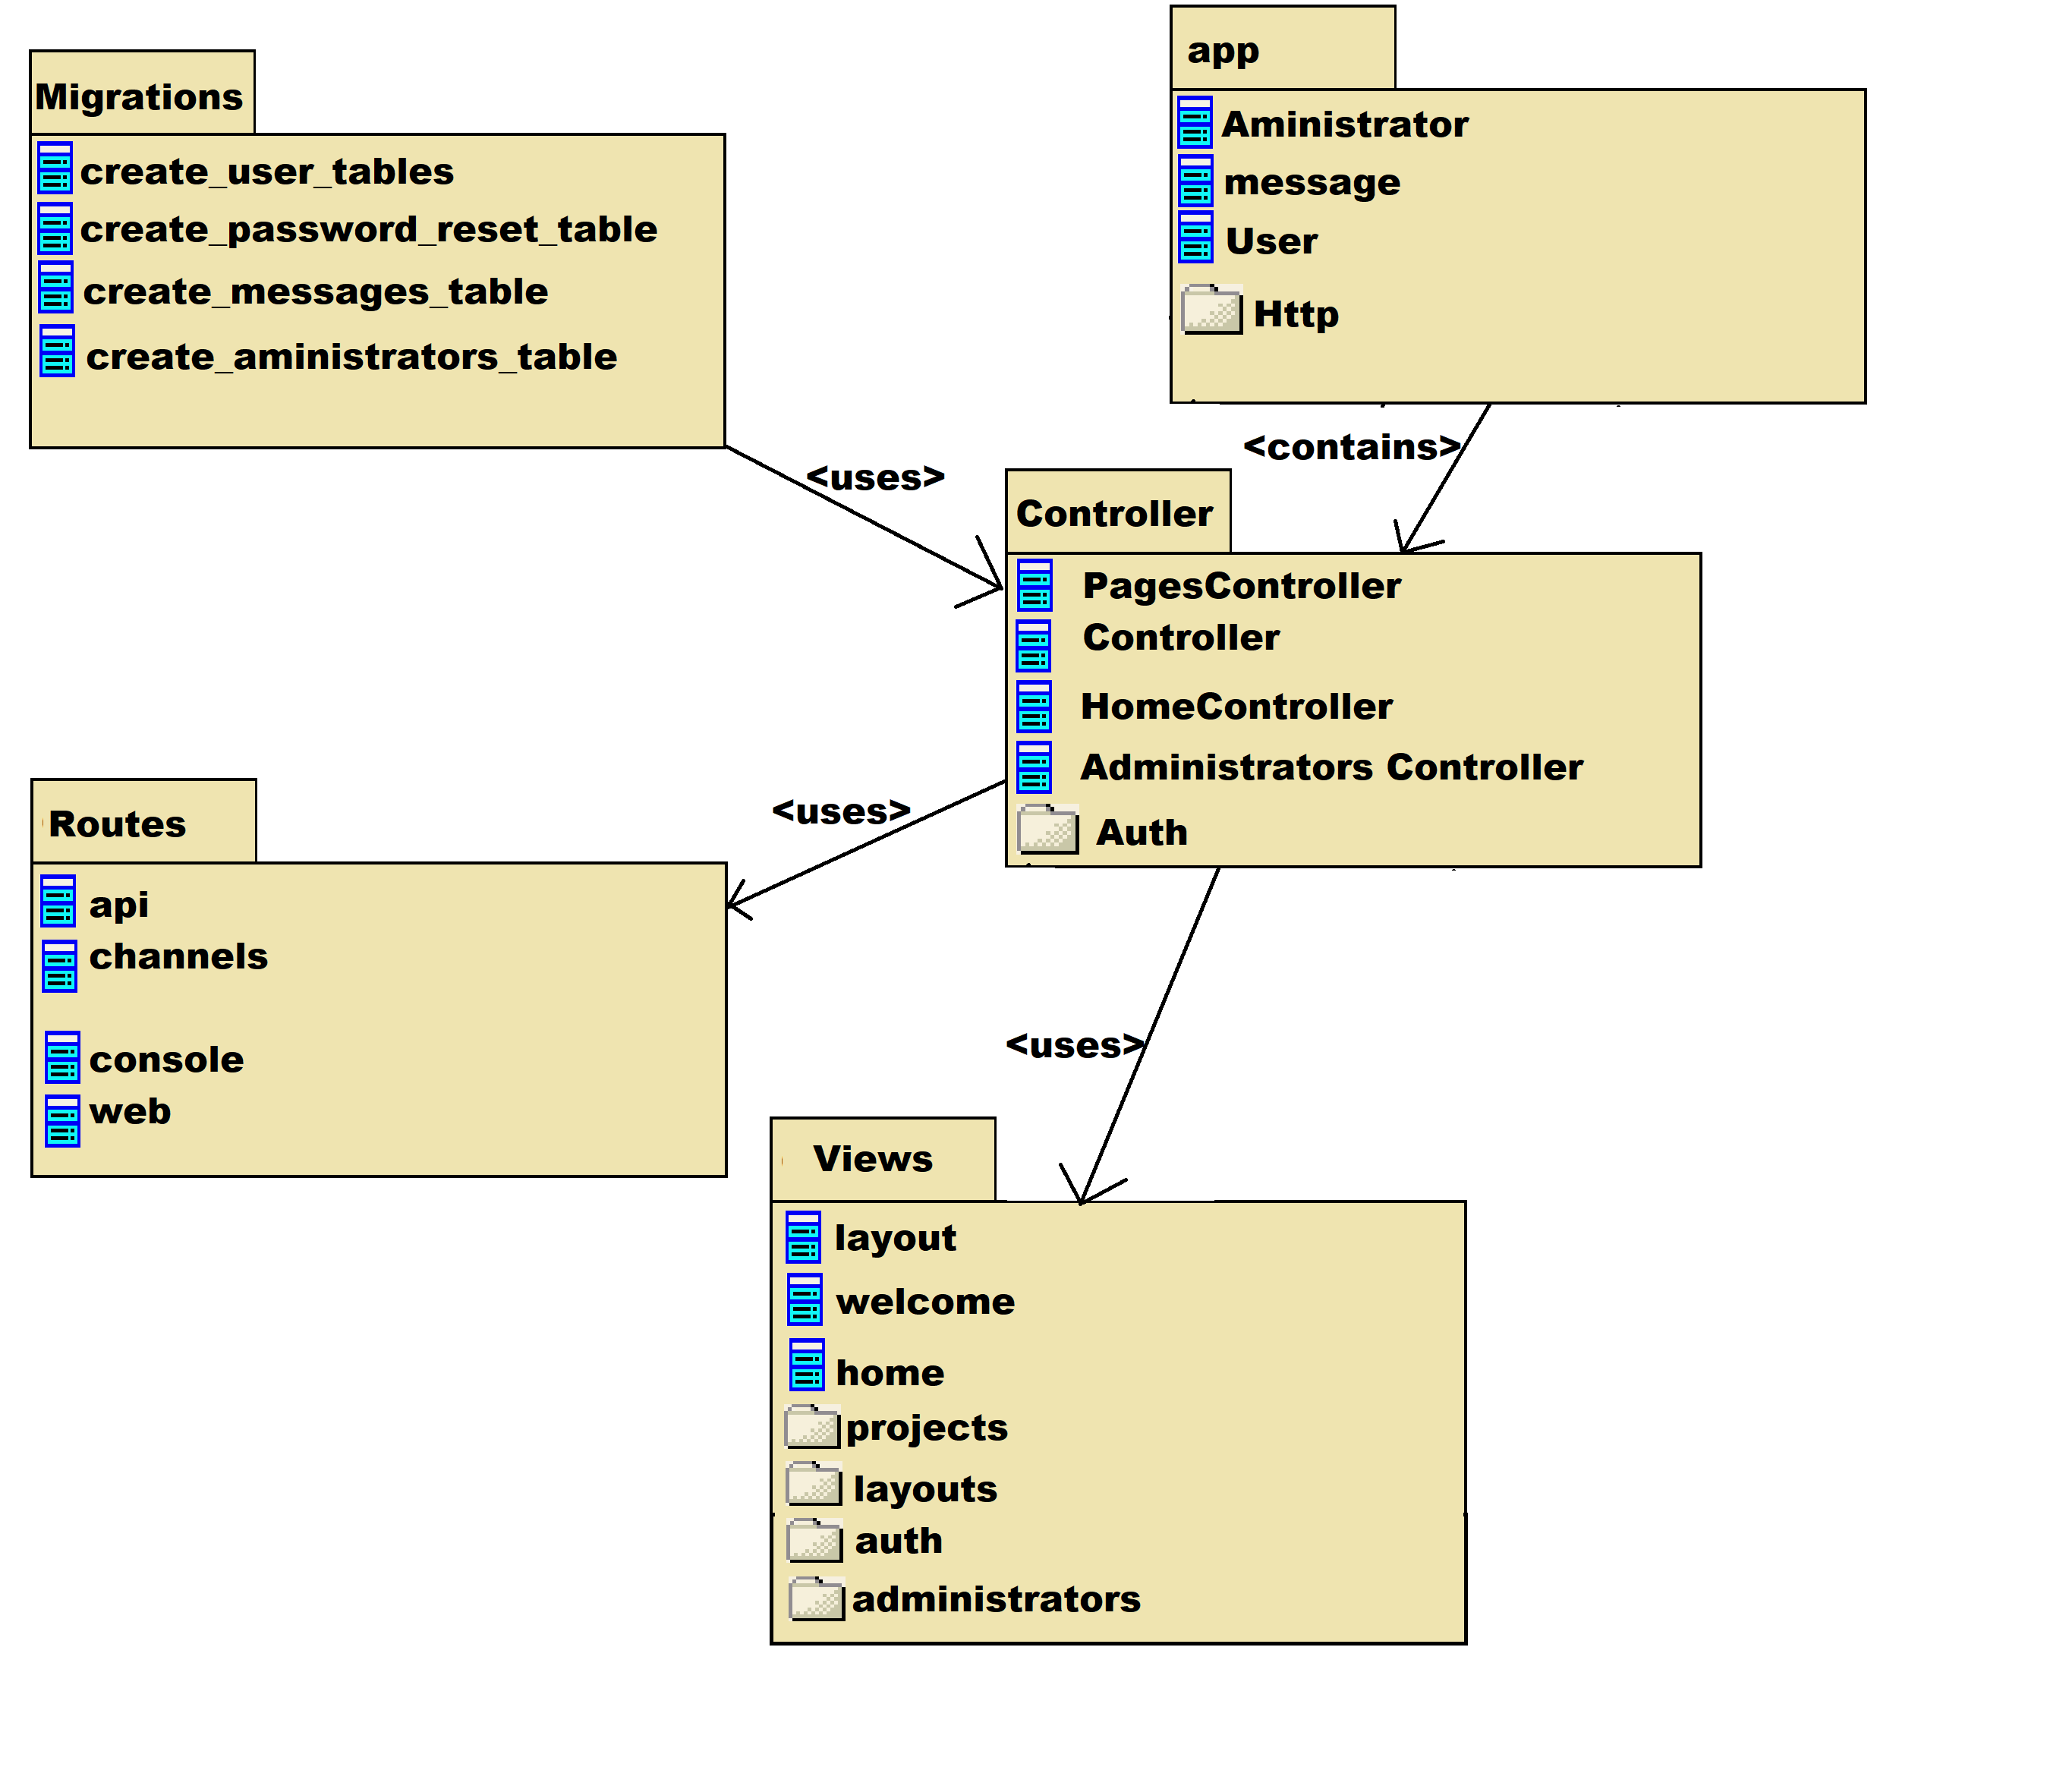 Migrations
create_user_tables
create_password_reset_table
create_messages_table
create_aministrators_table
app
Aministrator
message
User
Http
<uses>
<contains>
Controller
PagesController
Controller
HomeController
Administrators Controller
Auth
<uses>
Routes
api
channels
console
web
<uses>
Views
layout
welcome
home
projects
layouts
auth
administrators